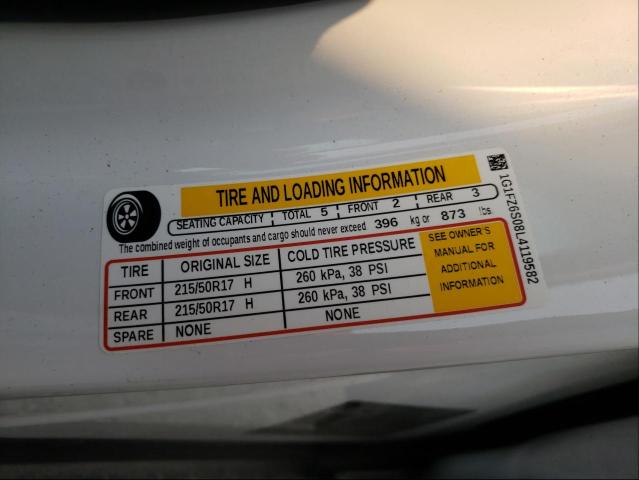 TIRE AND LOADING INFORMATION
SEATING CAPACITY TOTAL 5 FRONT 2 REAR 3
The combined weight of occupants and cargo should never exceed 396 kg or 873 lbs.
TIRE ORIGINAL SIZE COLD TIRE PRESSURE
FRONT 215/50R17 H 260 kPa, 38 PSI
REAR 215/50R17 H 260 kPa, 38 PSI
SPARE NONE NONE
SEE OWNER'S
MANUAL FOR
ADDITIONAL
INFORMATION
1G1FZ6S08L4119582